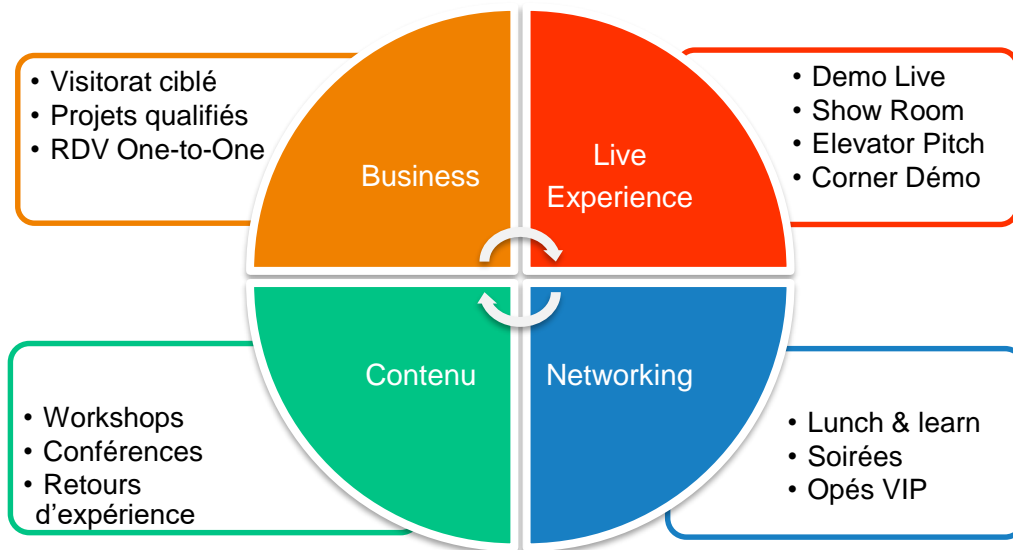 • Visitorat ciblé
• Projets qualifiés
• RDV One-to-One
Business
Live
Experience
• Demo Live
• Show Room
• Elevator Pitch
• Corner Démo
• Workshops
• Conférences
• Retours
d'expérience
Contenu
Networking
• Lunch & learn
• Soirées
• Opés VIP